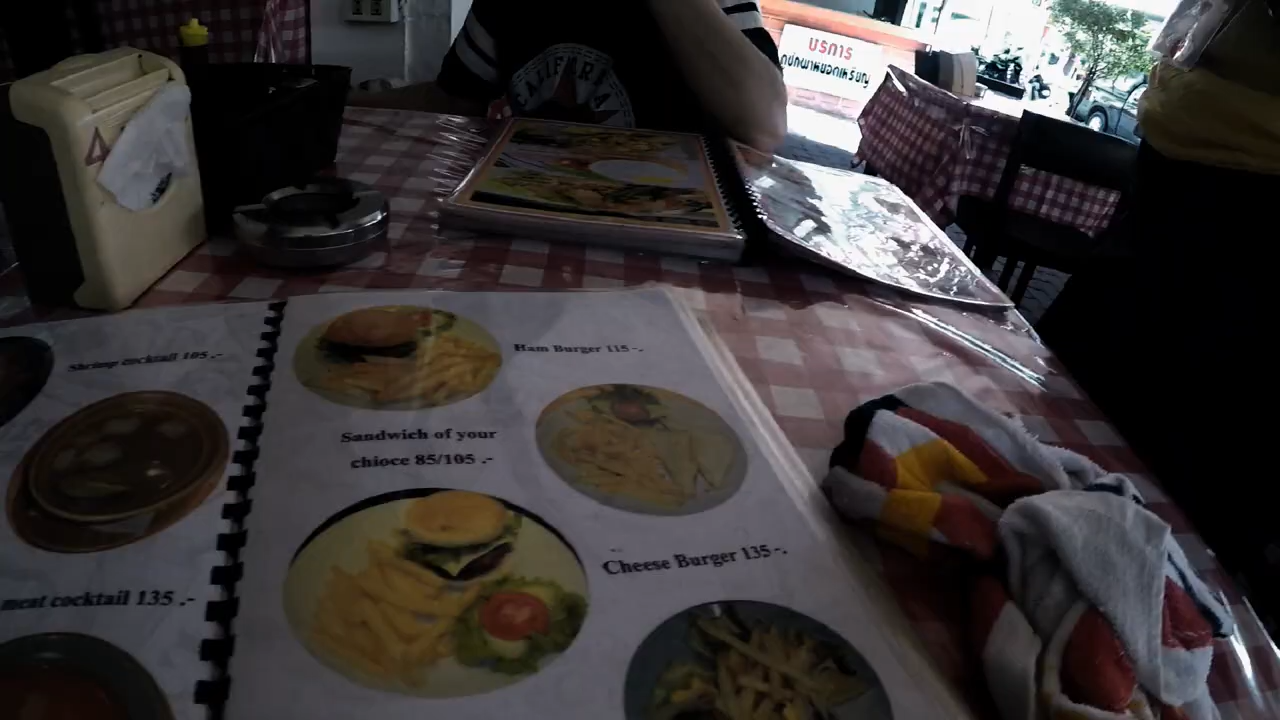 บริการ
4
Shrimp cocktail 105.-
Ham Burger 115-.
Sandwich of your
chioce 85/105 .-
Cheese Burger 135-.
meat cocktail 135 .-